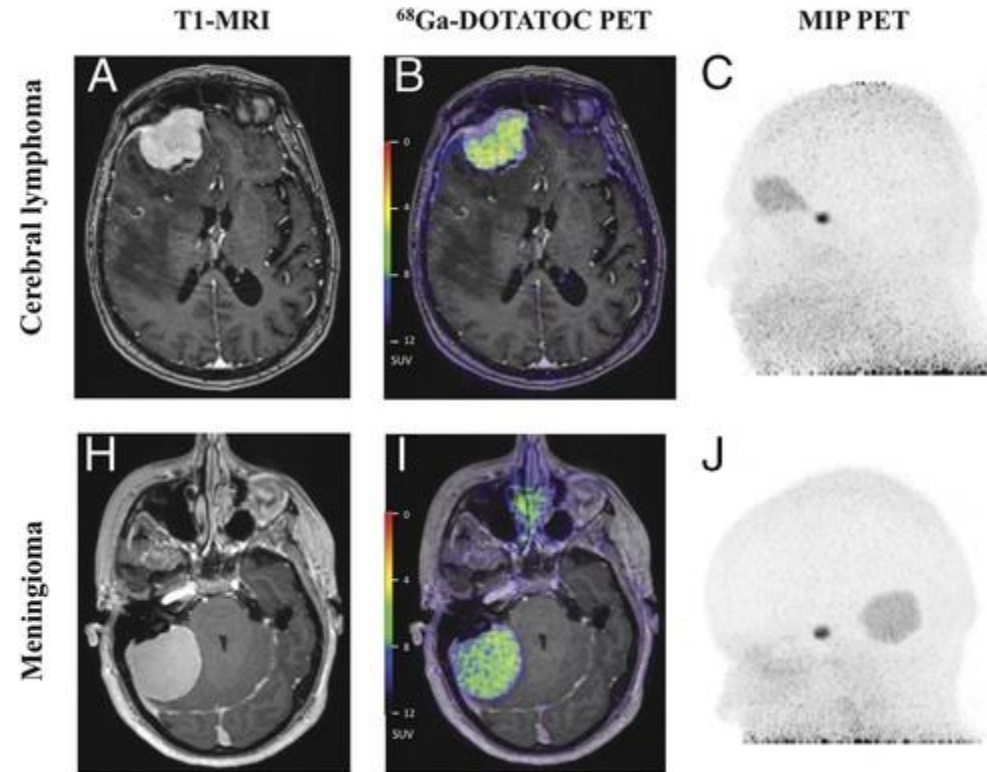 T1-MRI
⁶⁸Ga-DOTATOC PET
MIP PET
Cerebral lymphoma
A
B
C
0
4
8
12
SUV
Meningioma
H
I
J
0
4
8
12
SUV